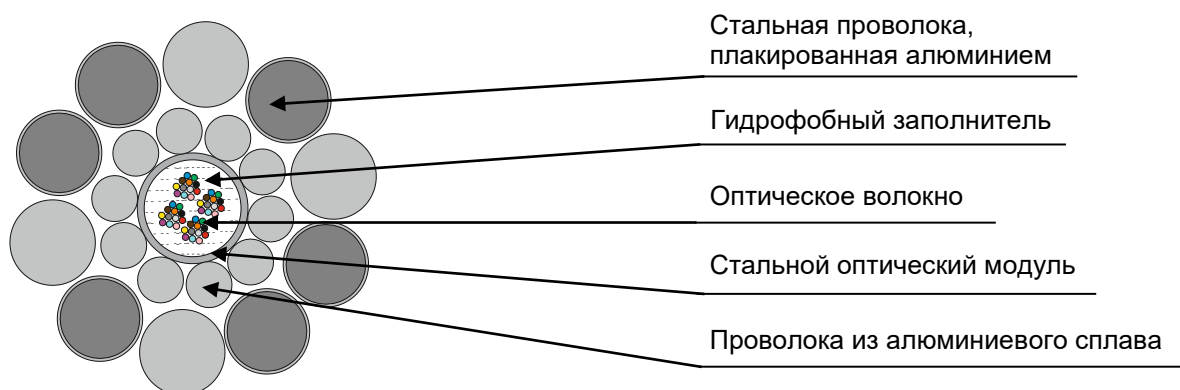 Стальная проволока,
плакированная алюминием
Гидрофобный заполнитель
Оптическое волокно
Стальной оптический модуль
Проволока из алюминиевого сплава